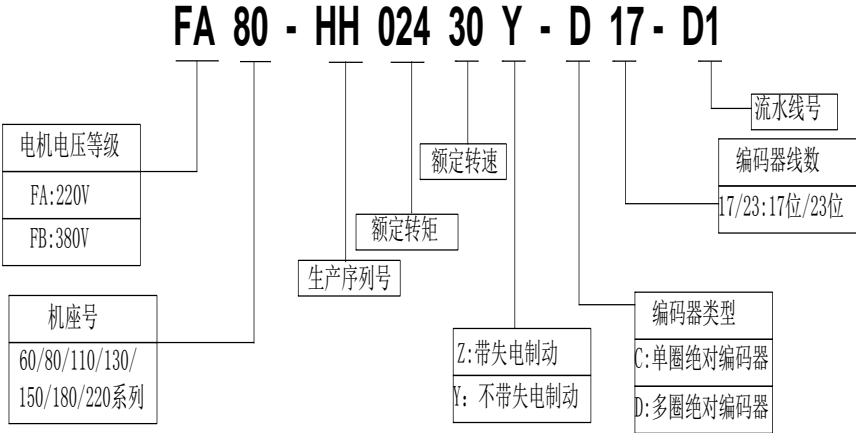 FA 80 - HH 024 30 Y - D 17 - D1
流水线号
电机电压等级
FA:220V
FB:380V
额定转速
编码器线数
17/23:17位/23位
额定转矩
生产序列号
机座号
60/80/110/130/
150/180/220系列
Z:带失电制动
Y: 不带失电制动
编码器类型
C:单圈绝对编码器
D:多圈绝对编码器